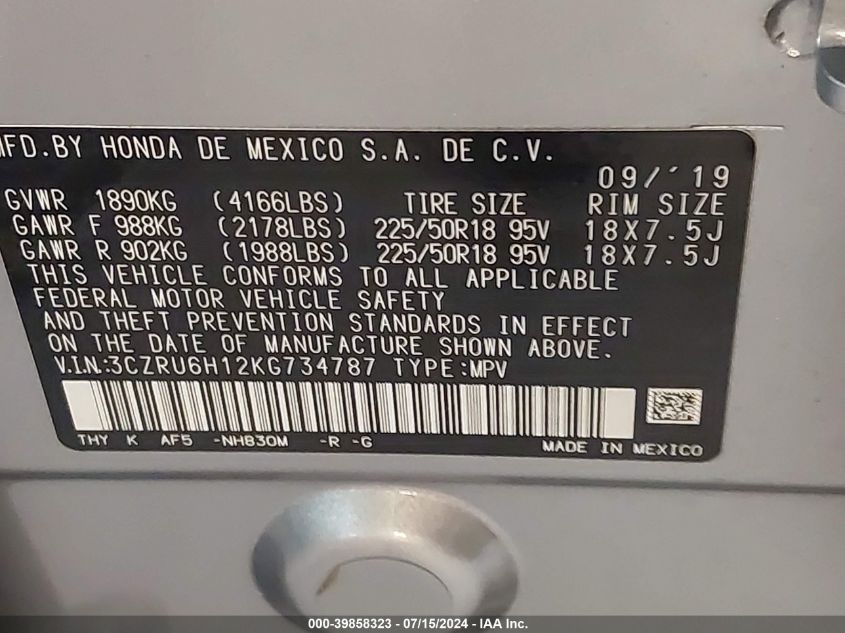 MFD.BY HONDA DE MEXICO S.A. DE C.V.
09/'19
GVWR 1890KG (4166LBS) TIRE SIZE RIM SIZE
GAWR F 988KG (2178LBS) 225/50R18 95V 18X7.5J
GAWR R 902KG (1988LBS) 225/50R18 95V 18X7.5J
THIS VEHICLE CONFORMS TO ALL APPLICABLE
FEDERAL MOTOR VEHICLE SAFETY
AND THEFT PREVENTION STANDARDS IN EFFECT
ON THE DATE OF MANUFACTURE SHOWN ABOVE.
V.I.N.:3CZRU6H12KG734787 TYPE:MPV
THY K AF5 -NH830M -R -G MADE IN MEXICO
000-39858323 - 07/15/2024 - IAA Inc.